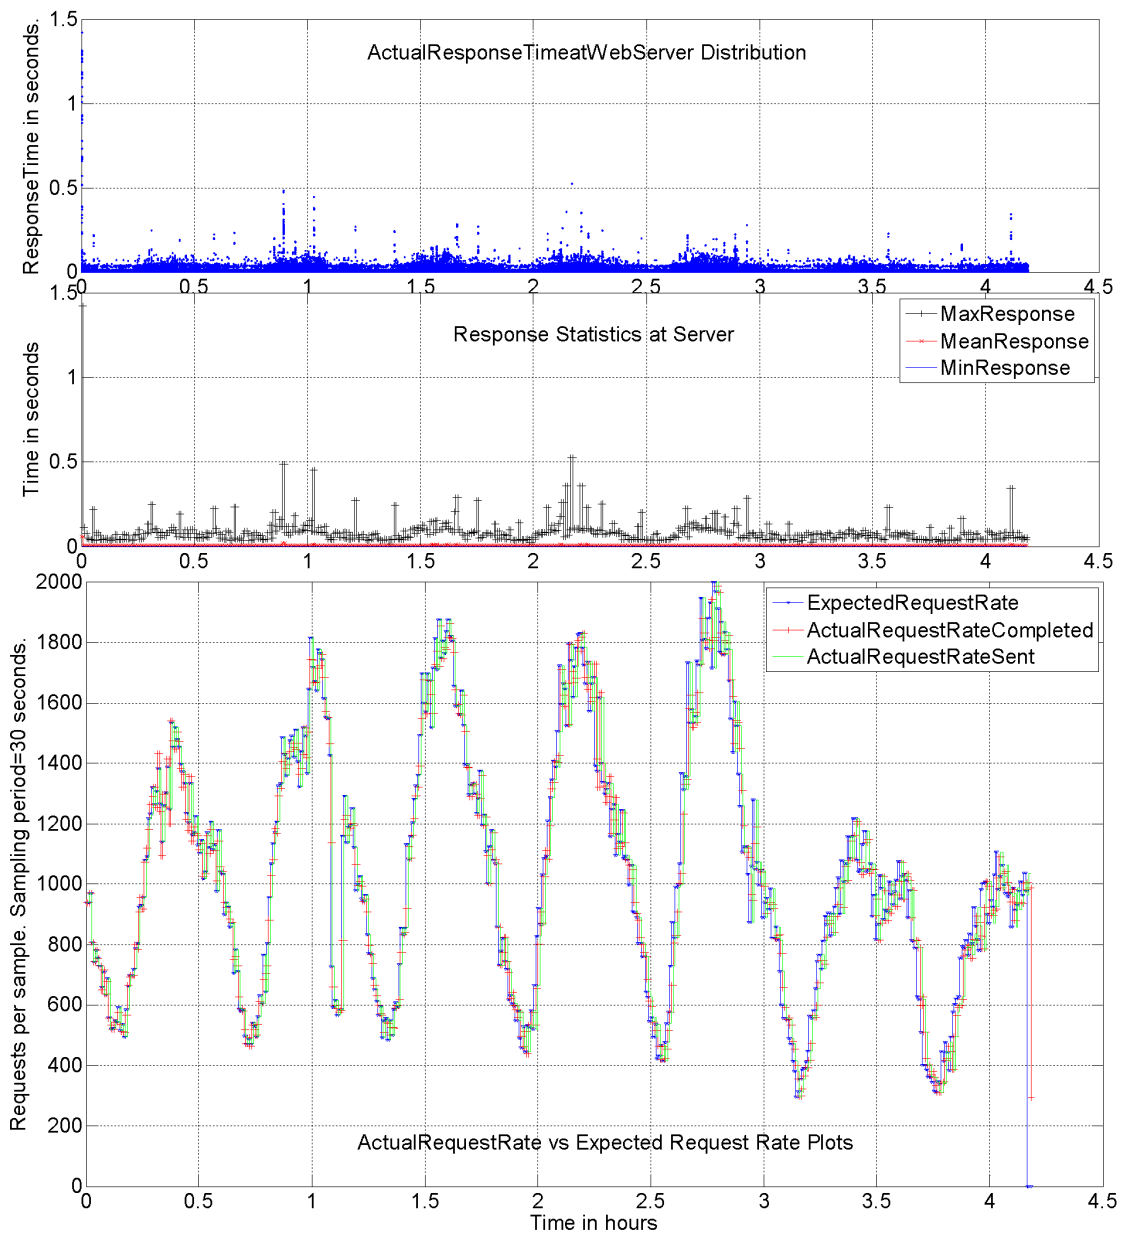 ActualResponseTimeatWebServer Distribution
ResponseTime in seconds.
1.5
1
0.5
0
0 0.5 1 1.5 2 2.5 3 3.5 4 4.5
Response Statistics at Server
Time in seconds
MaxResponse
MeanResponse
MinResponse
1.5
1
0.5
0
0 0.5 1 1.5 2 2.5 3 3.5 4 4.5
Requests per sample. Sampling period=30 seconds.
ExpectedRequestRate
ActualRequestRateCompleted
ActualRequestRateSent
2000
1800
1600
1400
1200
1000
800
600
400
200
0
ActualRequestRate vs Expected Request Rate Plots
0 0.5 1 1.5 2 2.5 3 3.5 4 4.5
Time in hours